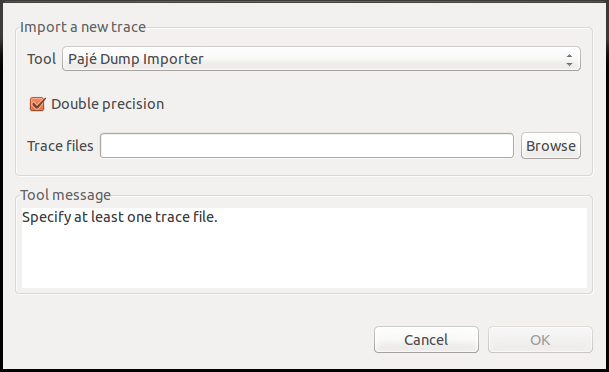 Import a new trace
Tool Pajé Dump Importer
Double precision
Trace files Browse
Tool message
Specify at least one trace file.
Cancel OK